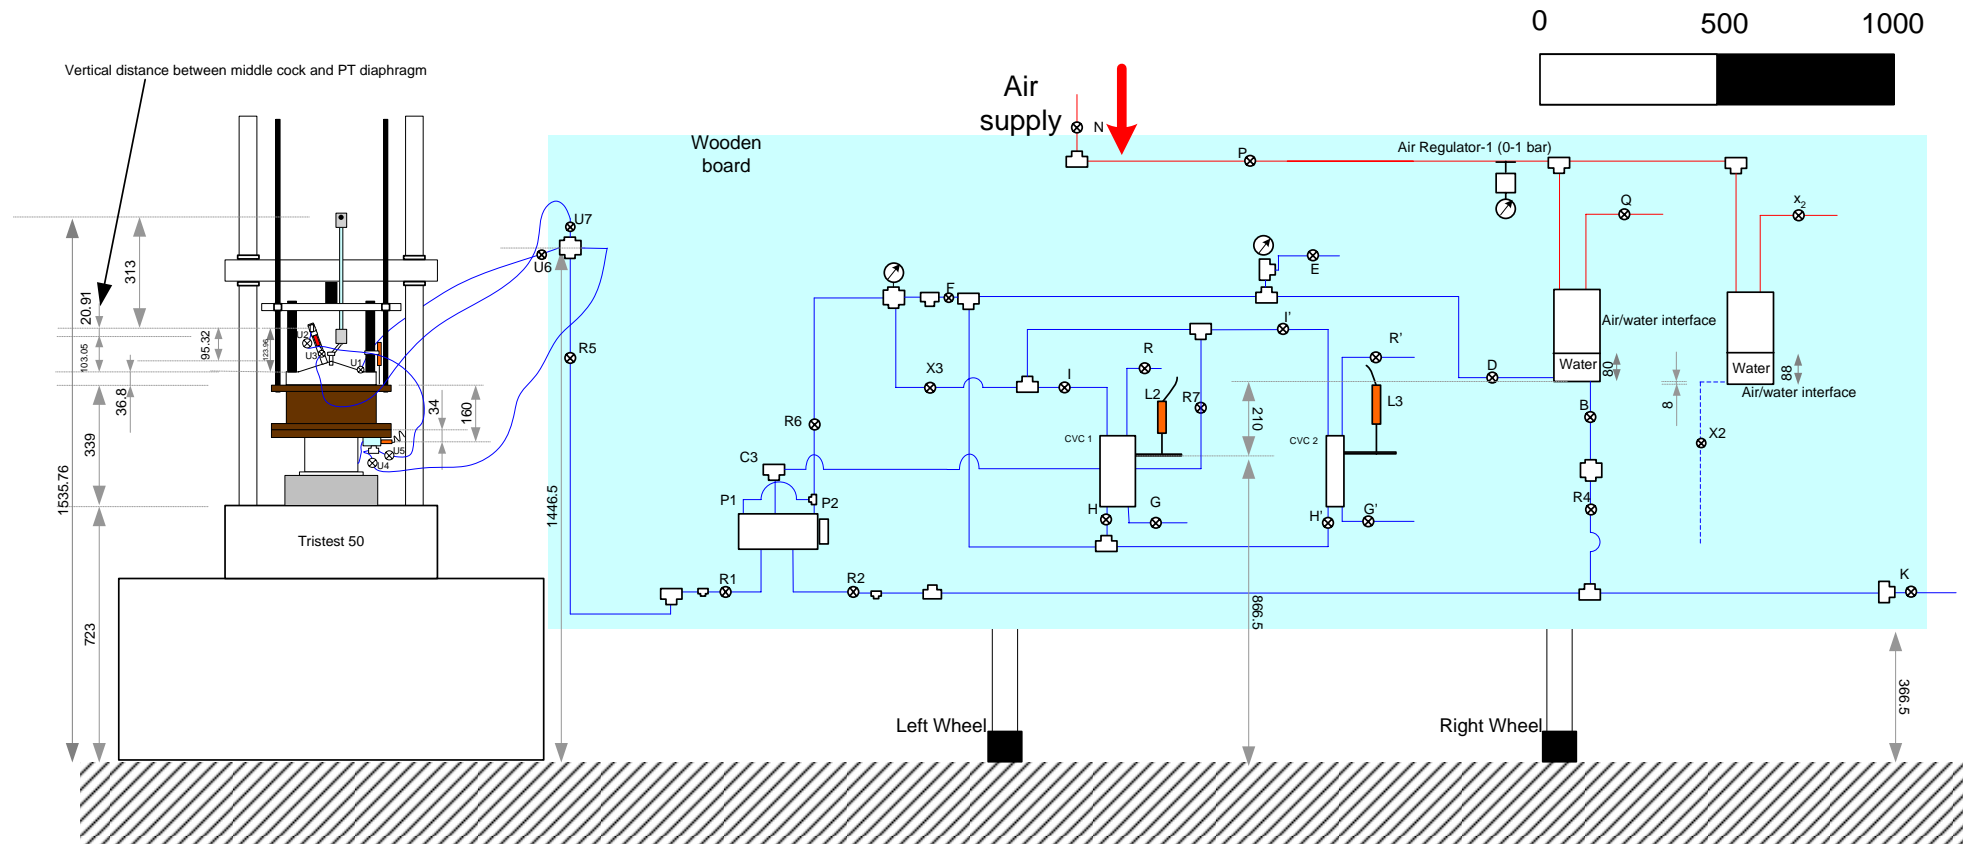 0
500
1000
Vertical distance between middle cock and PT diaphragm
Air
supply
N
Wooden
board
P
Air Regulator-1 (0-1 bar)
Q
x2
U7
U6
E
313
20.91
F
I'
Air/water interface
U2
U3
U1
95.32
123.96
103.05
R5
R'
R
X3
I
D
Water
80
Water
88
Air/water interface
36.8
34
160
L2
R7
L3
210
8
B
R6
X2
339
CVC 1
CVC 2
U5
U4
C3
1535.76
1446.5
P1
P2
R4
H
G
H'
G'
Tristest 50
R1
R2
K
866.5
723
366.5
Left Wheel
Right Wheel